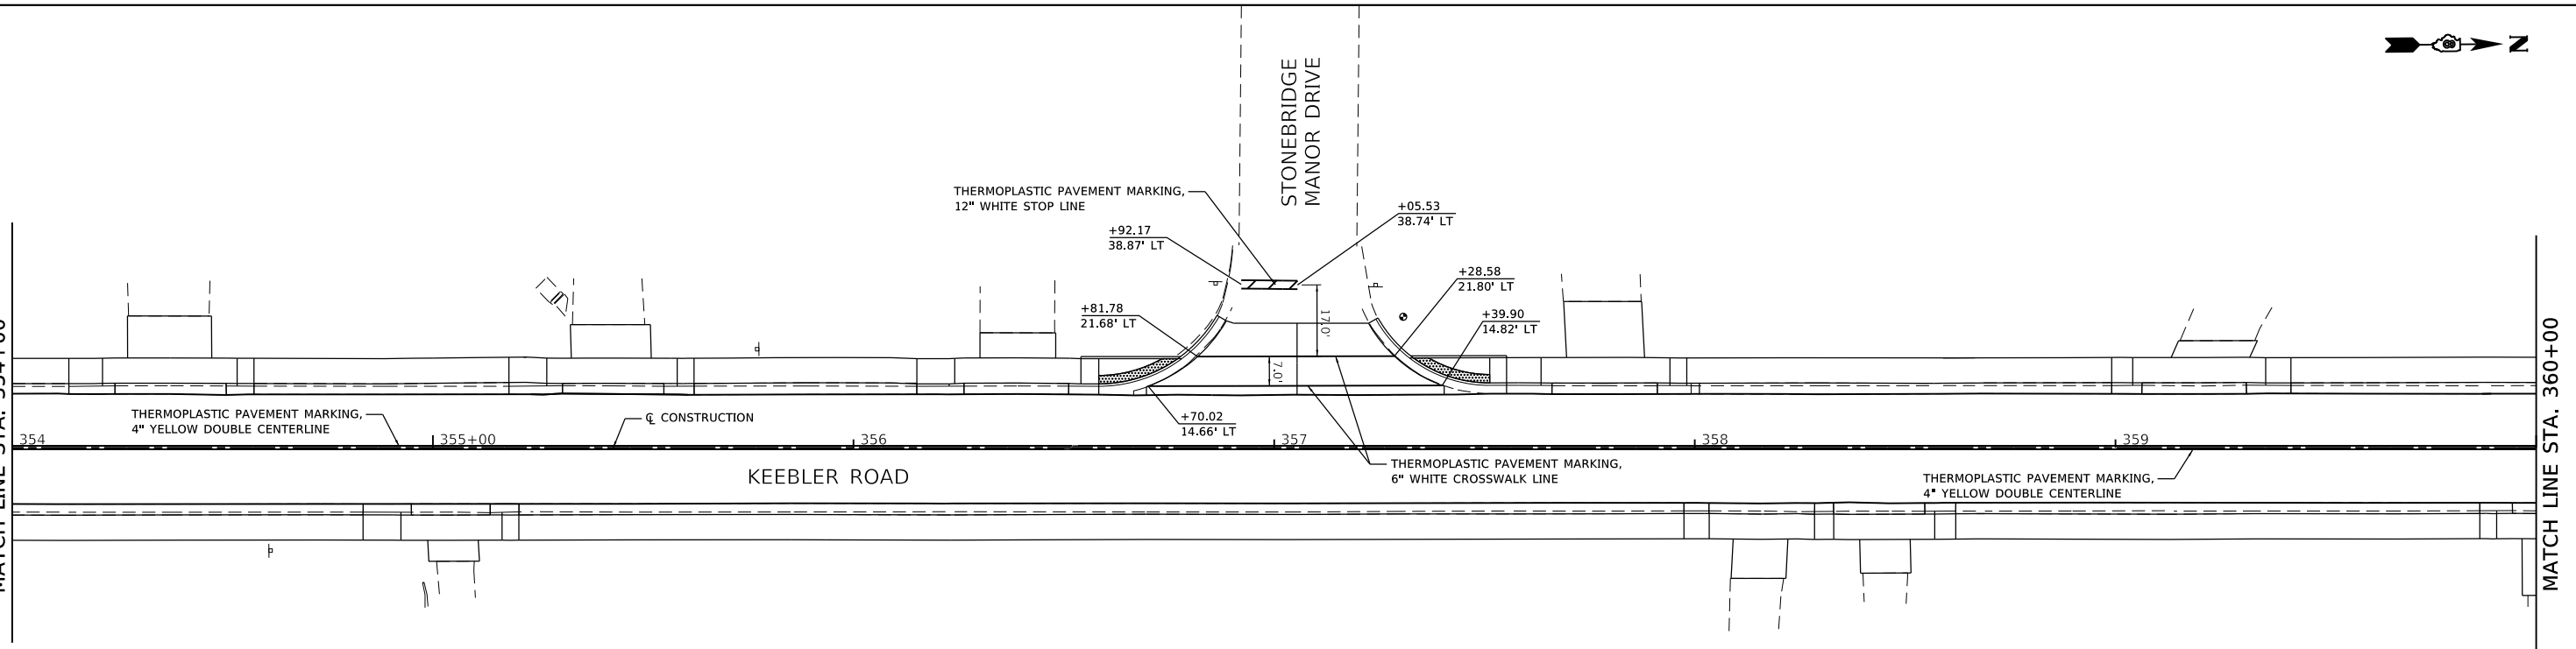 N
STONEBRIDGE
MANOR DRIVE
THERMOPLASTIC PAVEMENT MARKING,
12" WHITE STOP LINE
+05.53
38.74' LT
+92.17
38.87' LT
+28.58
21.80' LT
+81.78
21.68' LT
+39.90
14.82' LT
17.0'
7.0'
+70.02
14.66' LT
THERMOPLASTIC PAVEMENT MARKING,
4" YELLOW DOUBLE CENTERLINE
℄ CONSTRUCTION
354
355+00
356
357
358
359
KEEBLER ROAD
THERMOPLASTIC PAVEMENT MARKING,
6" WHITE CROSSWALK LINE
THERMOPLASTIC PAVEMENT MARKING,
4" YELLOW DOUBLE CENTERLINE
MATCH LINE STA. 354+00
MATCH LINE STA. 360+00